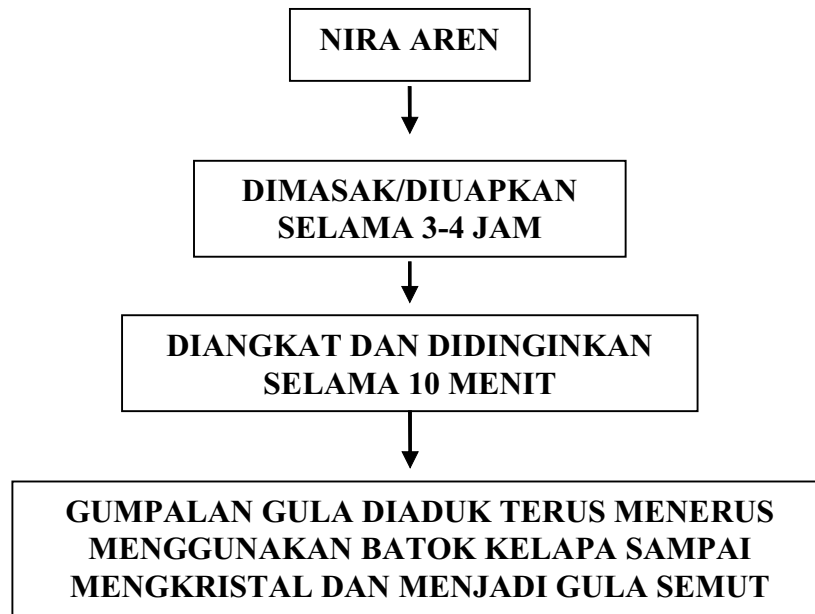 NIRA AREN
DIMASAK/DIUAPKAN
SELAMA 3-4 JAM
DIANGKAT DAN DIDINGINKAN
SELAMA 10 MENIT
GUMPALAN GULA DIADUK TERUS MENERUS
MENGGUNAKAN BATOK KELAPA SAMPAI
MENGKRISTAL DAN MENJADI GULA SEMUT